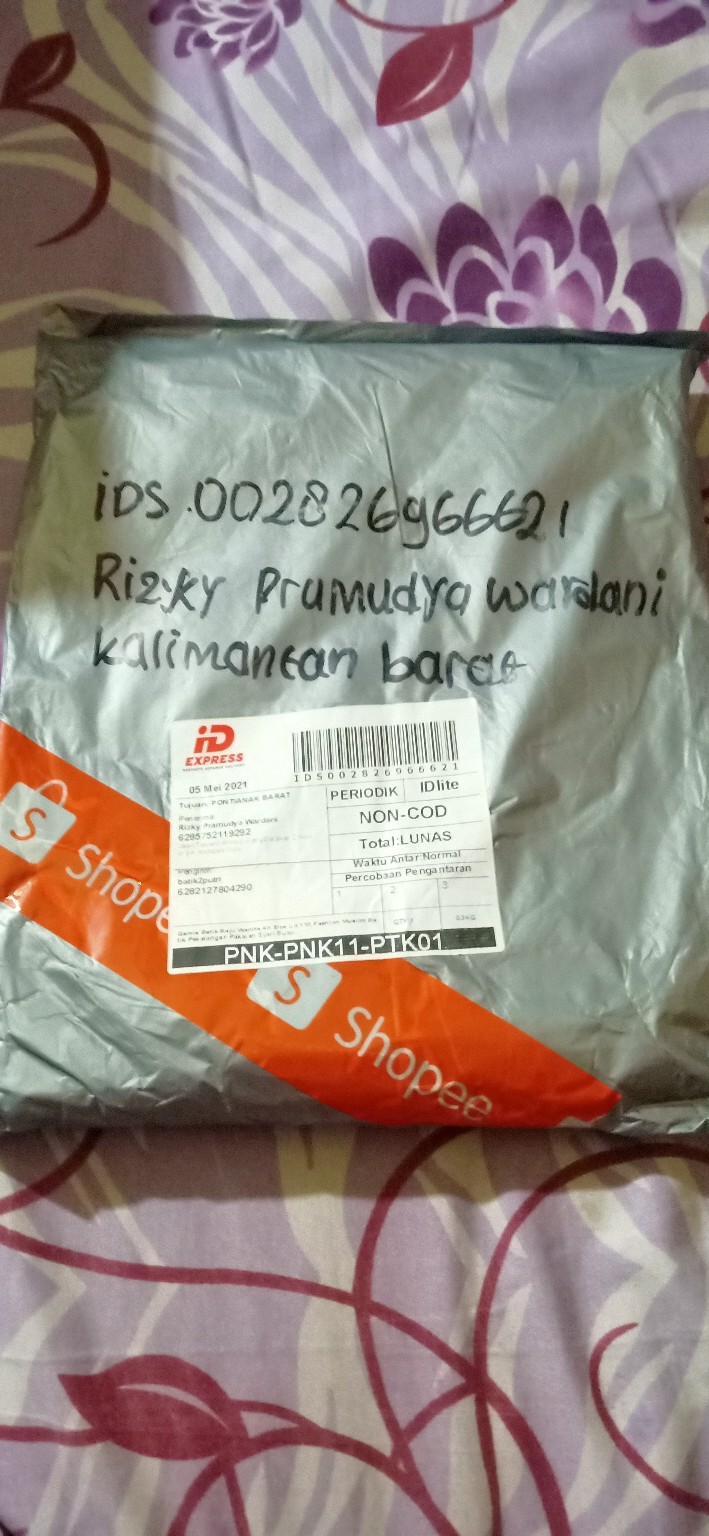 iDS.002826966621
Rizky Pramudya wardani
kalimantan barat
iD
EXPRESS
IDS002826966621
05 Mei 2021
PERIODIK IDlite
Tujuan: PONTIANAK BARAT
NON-COD
Penerima
Rizky Pramudya Wardani
6285752119292
Total:LUNAS
Waktu Antar:Normal
Percobaan Pengantaran
1 2 3
Pengirim
batik2putri
6282127804290
PNK-PNK11-PTK01
Shopee
Shopee